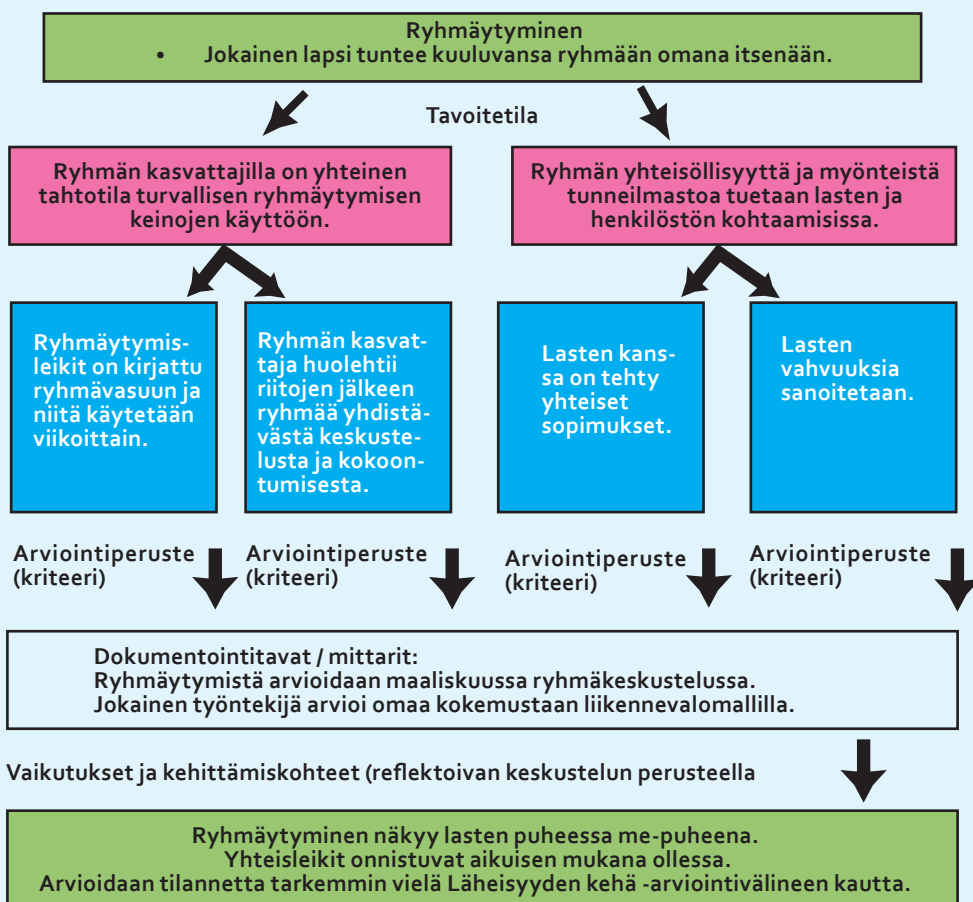 Ryhmäytyminen
• Jokainen lapsi tuntee kuuluvansa ryhmään omana itsenään.
Tavoitetila
Ryhmän kasvattajilla on yhteinen
tahtotila turvallisen ryhmäytymisen
keinojen käyttöön.
Ryhmän yhteisöllisyyttä ja myönteistä
tunneilmastoa tuetaan lasten ja
henkilöstön kohtaamisissa.
Ryhmäytymis-
leikit on kirjattu
ryhmävasuun ja
niitä käytetään
viikoittain.
Ryhmän kasvat-
taja huolehtii
riitojen jälkeen
ryhmää yhdistä-
västä keskuste-
lusta ja kokoon-
tumisesta.
Lasten kans-
sa on tehty
yhteiset
sopimukset.
Lasten
vahvuuksia
sanoitetaan.
Arviointiperuste
(kriteeri)
Arviointiperuste
(kriteeri)
Arviointiperuste
(kriteeri)
Arviointiperuste
(kriteeri)
Dokumentointitavat / mittarit:
Ryhmäytymistä arvioidaan maaliskuussa ryhmäkeskustelussa.
Jokainen työntekijä arvioi omaa kokemustaan liikennevalomallilla.
Vaikutukset ja kehittämiskohteet (reflektoivan keskustelun perusteella
Ryhmäytyminen näkyy lasten puheessa me-puheena.
Yhteisleikit onnistuvat aikuisen mukana ollessa.
Arvioidaan tilannetta tarkemmin vielä Läheisyyden kehä -arviointivälineen kautta.